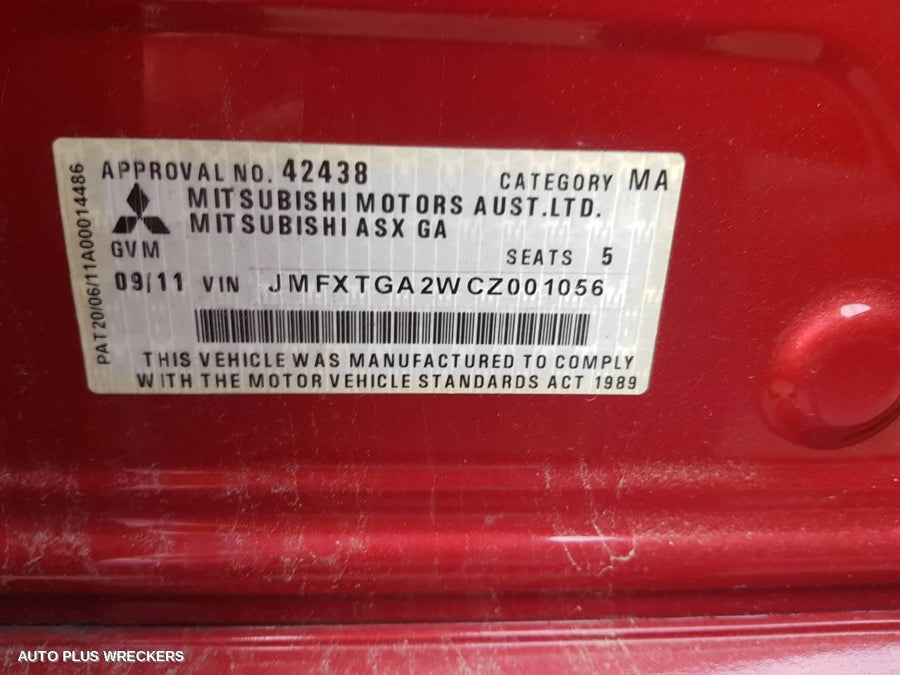 APPROVAL NO. 42438 CATEGORY MA
MITSUBISHI MOTORS AUST.LTD.
MITSUBISHI ASX GA
GVM SEATS 5
09/11 VIN JMFXTGA2WCZ001056
THIS VEHICLE WAS MANUFACTURED TO COMPLY
WITH THE MOTOR VEHICLE STANDARDS ACT 1989
PAT20/06/11A00014486
AUTO PLUS WRECKERS